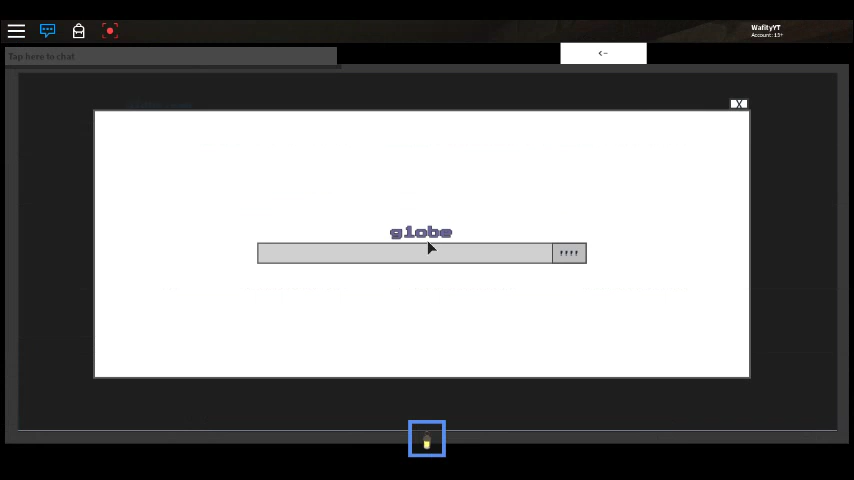 WafityYT
Account: 13+
Tap here to chat
<-
X
globe
''''